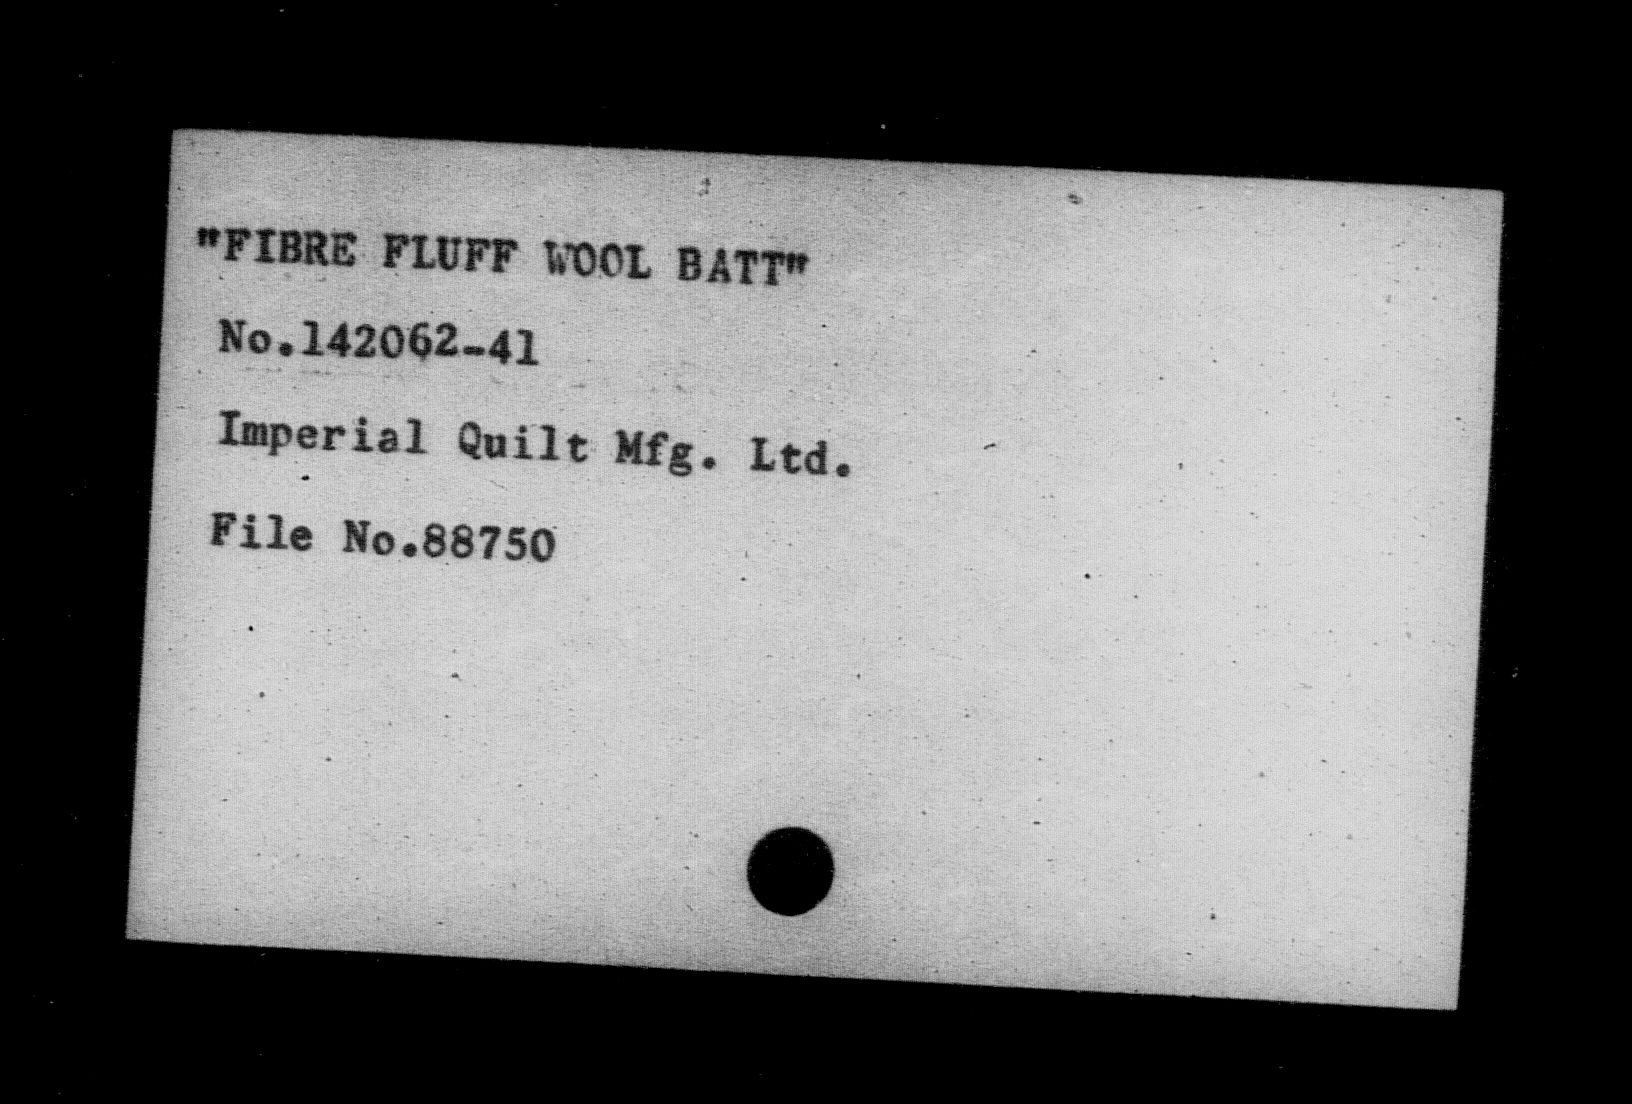 "FIBRE FLUFF WOOL BATT"
No.142062-41
Imperial Quilt Mfg. Ltd.
File No.88750